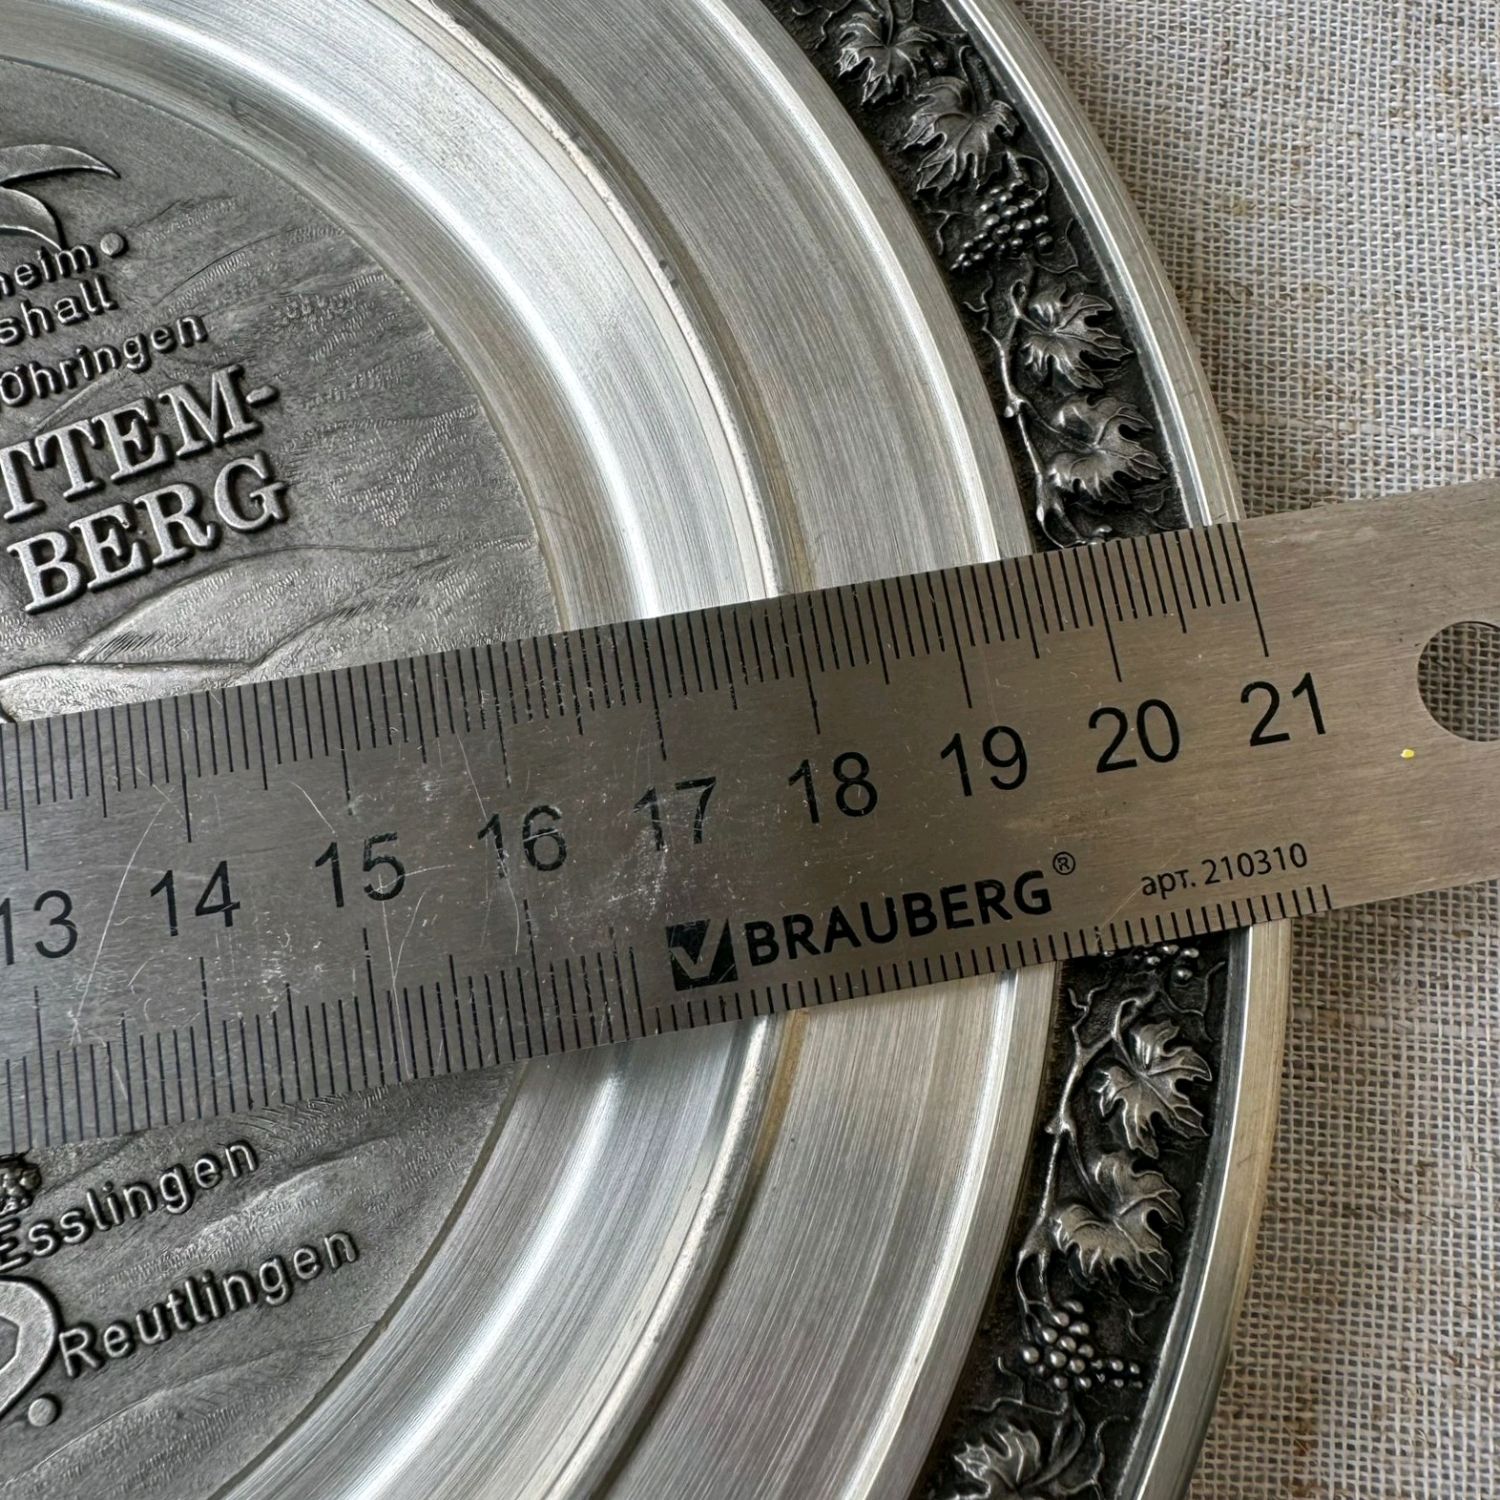 heim.
shall
Öhringen
TTEM-
BERG
13 14 15 16 17 18 19 20 21
BRAUBERG®
арт. 210310
Esslingen
Reutlingen